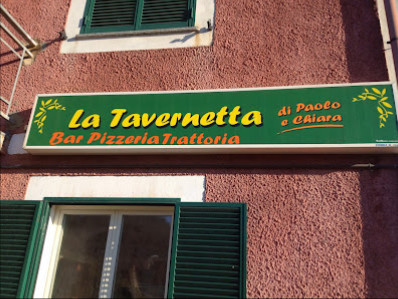 La Tavernetta
di Paolo
e Chiara
Bar Pizzeria Trattoria